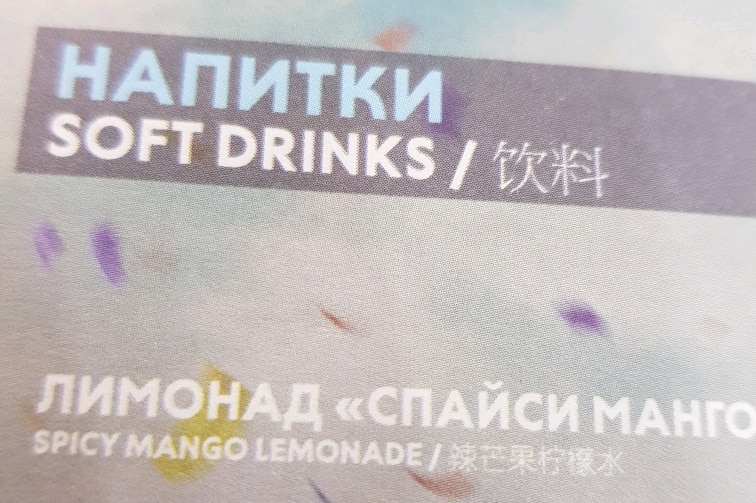 НАПИТКИ
SOFT DRINKS / 饮料
ЛИМОНАД «СПАЙСИ МАНГО
SPICY MANGO LEMONADE / 辣芒果柠檬水